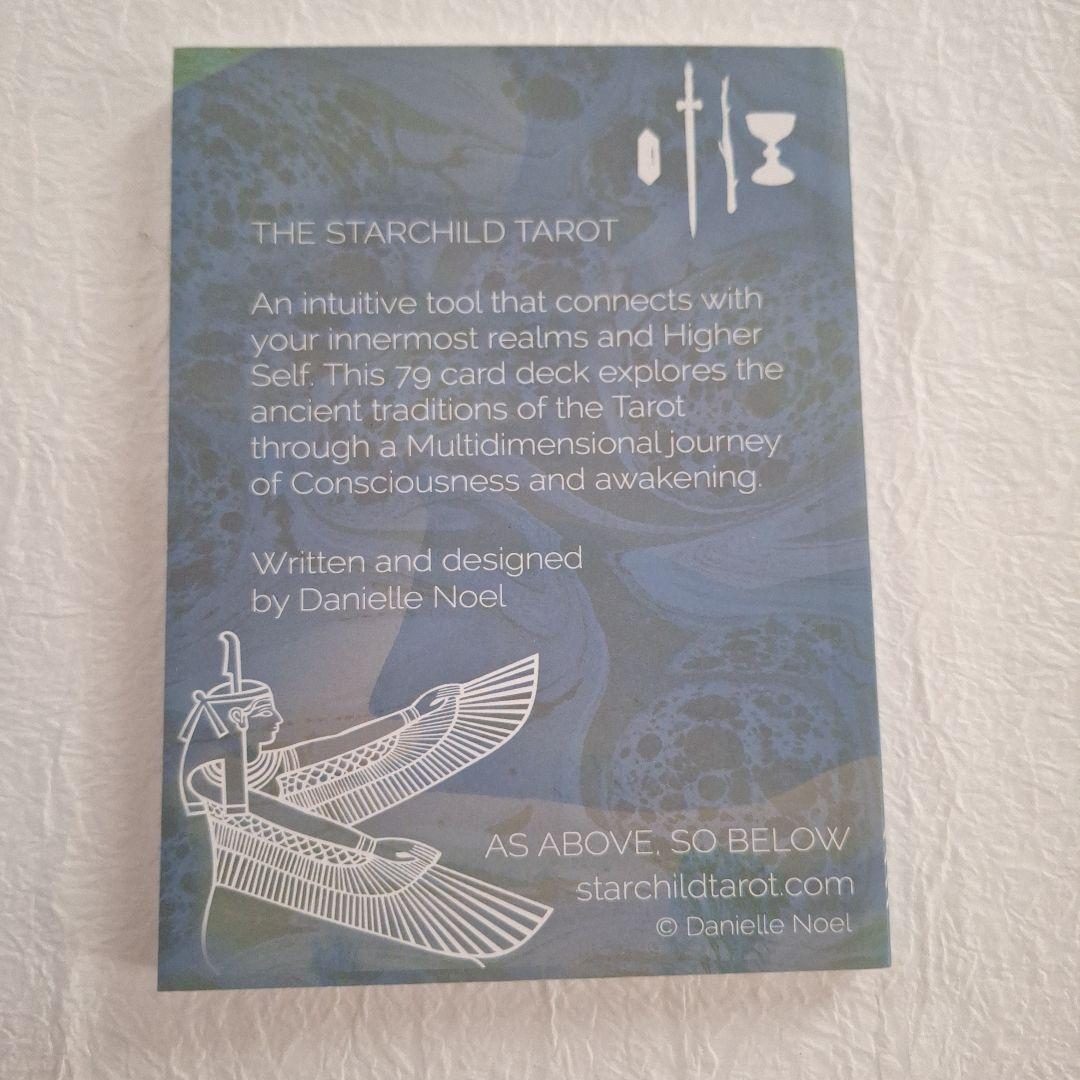 THE STARCHILD TAROT
An intuitive tool that connects with
your innermost realms and Higher
Self. This 79 card deck explores the
ancient traditions of the Tarot
through a Multidimensional journey
of Consciousness and awakening.
Written and designed
by Danielle Noel
AS ABOVE, SO BELOW
starchildtarot.com
© Danielle Noel